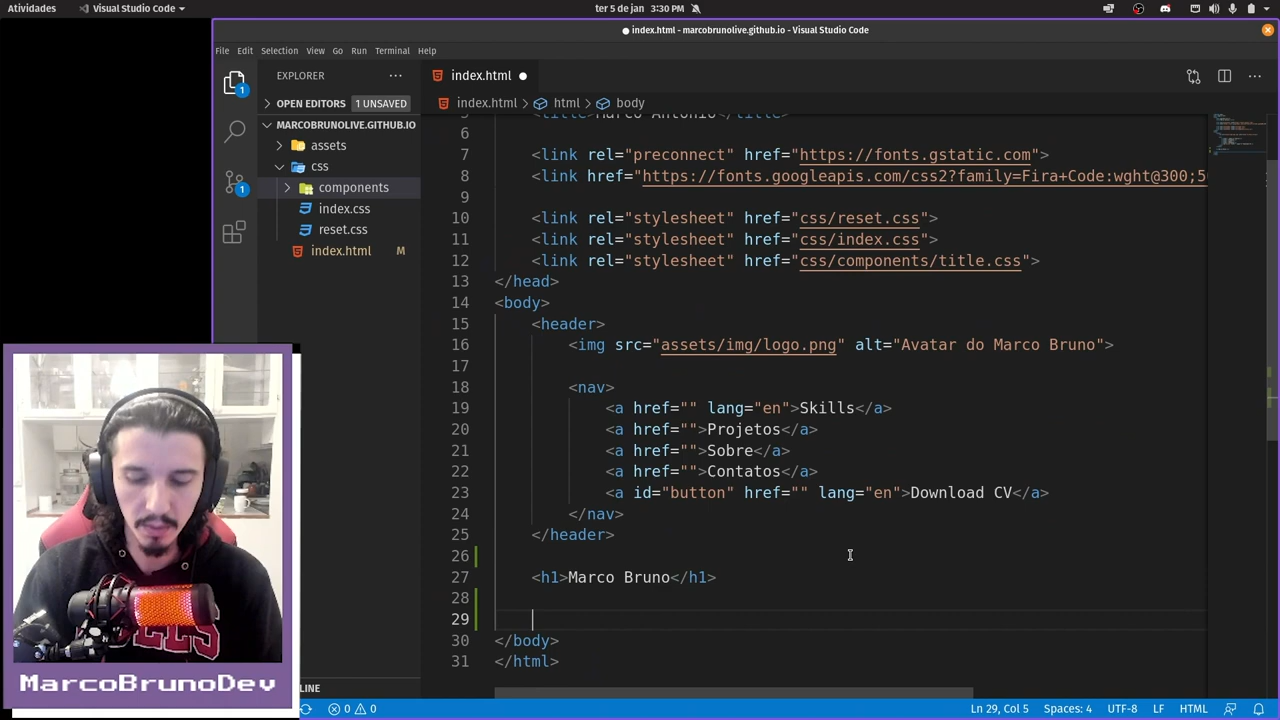 Atividades
Visual Studio Code
ter 5 de jan 3:30 PM
index.html - marcobrunolive.github.io - Visual Studio Code
File Edit Selection View Go Run Terminal Help
EXPLORER
OPEN EDITORS 1 UNSAVED
MARCOBRUNOLIVE.GITHUB.IO
assets
css
components
index.css
reset.css
index.html M
1
1
index.html
index.html > html > body
5 <title>Marco Antonio</title>
6
7 <link rel="preconnect" href="https://fonts.gstatic.com">
8 <link href="https://fonts.googleapis.com/css2?family=Fira+Code:wght@300;5
9
10 <link rel="stylesheet" href="css/reset.css">
11 <link rel="stylesheet" href="css/index.css">
12 <link rel="stylesheet" href="css/components/title.css">
13 </head>
14 <body>
15 <header>
16 <img src="assets/img/logo.png" alt="Avatar do Marco Bruno">
17
18 <nav>
19 <a href="" lang="en">Skills</a>
20 <a href="">Projetos</a>
21 <a href="">Sobre</a>
22 <a href="">Contatos</a>
23 <a id="button" href="" lang="en">Download CV</a>
24 </nav>
25 </header>
26
27 <h1>Marco Bruno</h1>
28
29
30 </body>
31 </html>
MarcoBrunoDev
LINE
0 0
Ln 29, Col 5 Spaces: 4 UTF-8 LF HTML